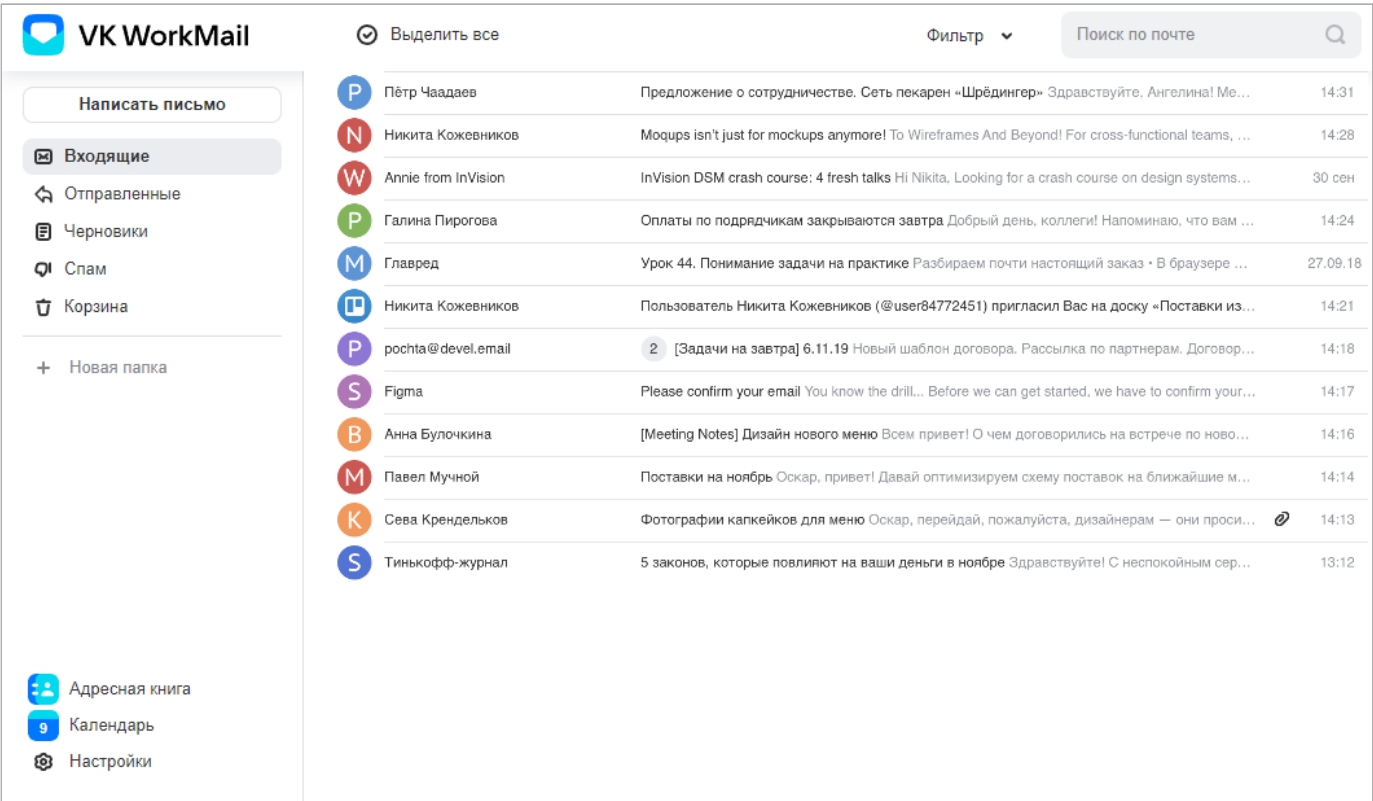 VK WorkMail
Выделить все
Фильтр
Поиск по почте
Написать письмо
Входящие
Отправленные
Черновики
Спам
Корзина
+ Новая папка
Адресная книга
9 Календарь
Настройки
P Пётр Чаадаев Предложение о сотрудничестве. Сеть пекарен «Шрёдингер» Здравствуйте, Ангелина! Ме... 14:31
N Никита Кожевников Moqups isn't just for mockups anymore! To Wireframes And Beyond! For cross-functional teams, ... 14:28
W Annie from InVision InVision DSM crash course: 4 fresh talks Hi Nikita, Looking for a crash course on design systems... 30 сен
P Галина Пирогова Оплаты по подрядчикам закрываются завтра Добрый день, коллеги! Напоминаю, что вам ... 14:24
M Главред Урок 44. Понимание задачи на практике Разбираем почти настоящий заказ • В браузере ... 27.09.18
Никита Кожевников Пользователь Никита Кожевников (@user84772451) пригласил Вас на доску «Поставки из... 14:21
P pochta@devel.email 2 [Задачи на завтра] 6.11.19 Новый шаблон договора. Рассылка по партнерам. Договор... 14:18
S Figma Please confirm your email You know the drill... Before we can get started, we have to confirm your... 14:17
B Анна Булочкина [Meeting Notes] Дизайн нового меню Всем привет! О чем договорились на встрече по ново... 14:16
M Павел Мучной Поставки на ноябрь Оскар, привет! Давай оптимизируем схему поставок на ближайшие м... 14:14
K Сева Крендельков Фотографии капкейков для меню Оскар, перейдай, пожалуйста, дизайнерам — они проси... 14:13
S Тинькофф-журнал 5 законов, которые повлияют на ваши деньги в ноябре Здравствуйте! С неспокойным сер... 13:12